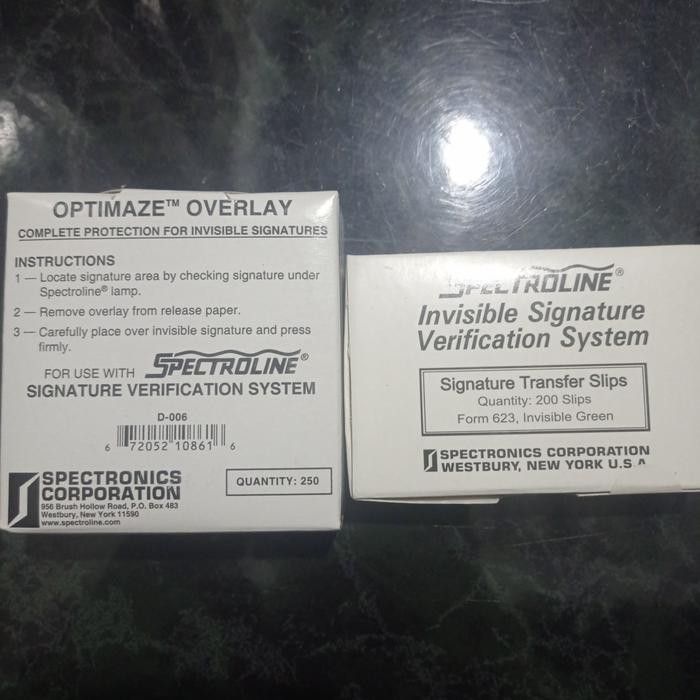 OPTIMAZE™ OVERLAY
COMPLETE PROTECTION FOR INVISIBLE SIGNATURES
INSTRUCTIONS
1 — Locate signature area by checking signature under
Spectroline® lamp.
2 — Remove overlay from release paper.
3 — Carefully place over invisible signature and press
firmly.
FOR USE WITH SPECTROLINE®
SIGNATURE VERIFICATION SYSTEM
D-006
6 72052 10861 6
SPECTRONICS
CORPORATION
956 Brush Hollow Road, P.O. Box 483
Westbury, New York 11590
www.spectroline.com
QUANTITY: 250
SPECTROLINE®
Invisible Signature
Verification System
Signature Transfer Slips
Quantity: 200 Slips
Form 623, Invisible Green
SPECTRONICS CORPORATION
WESTBURY, NEW YORK U.S.A